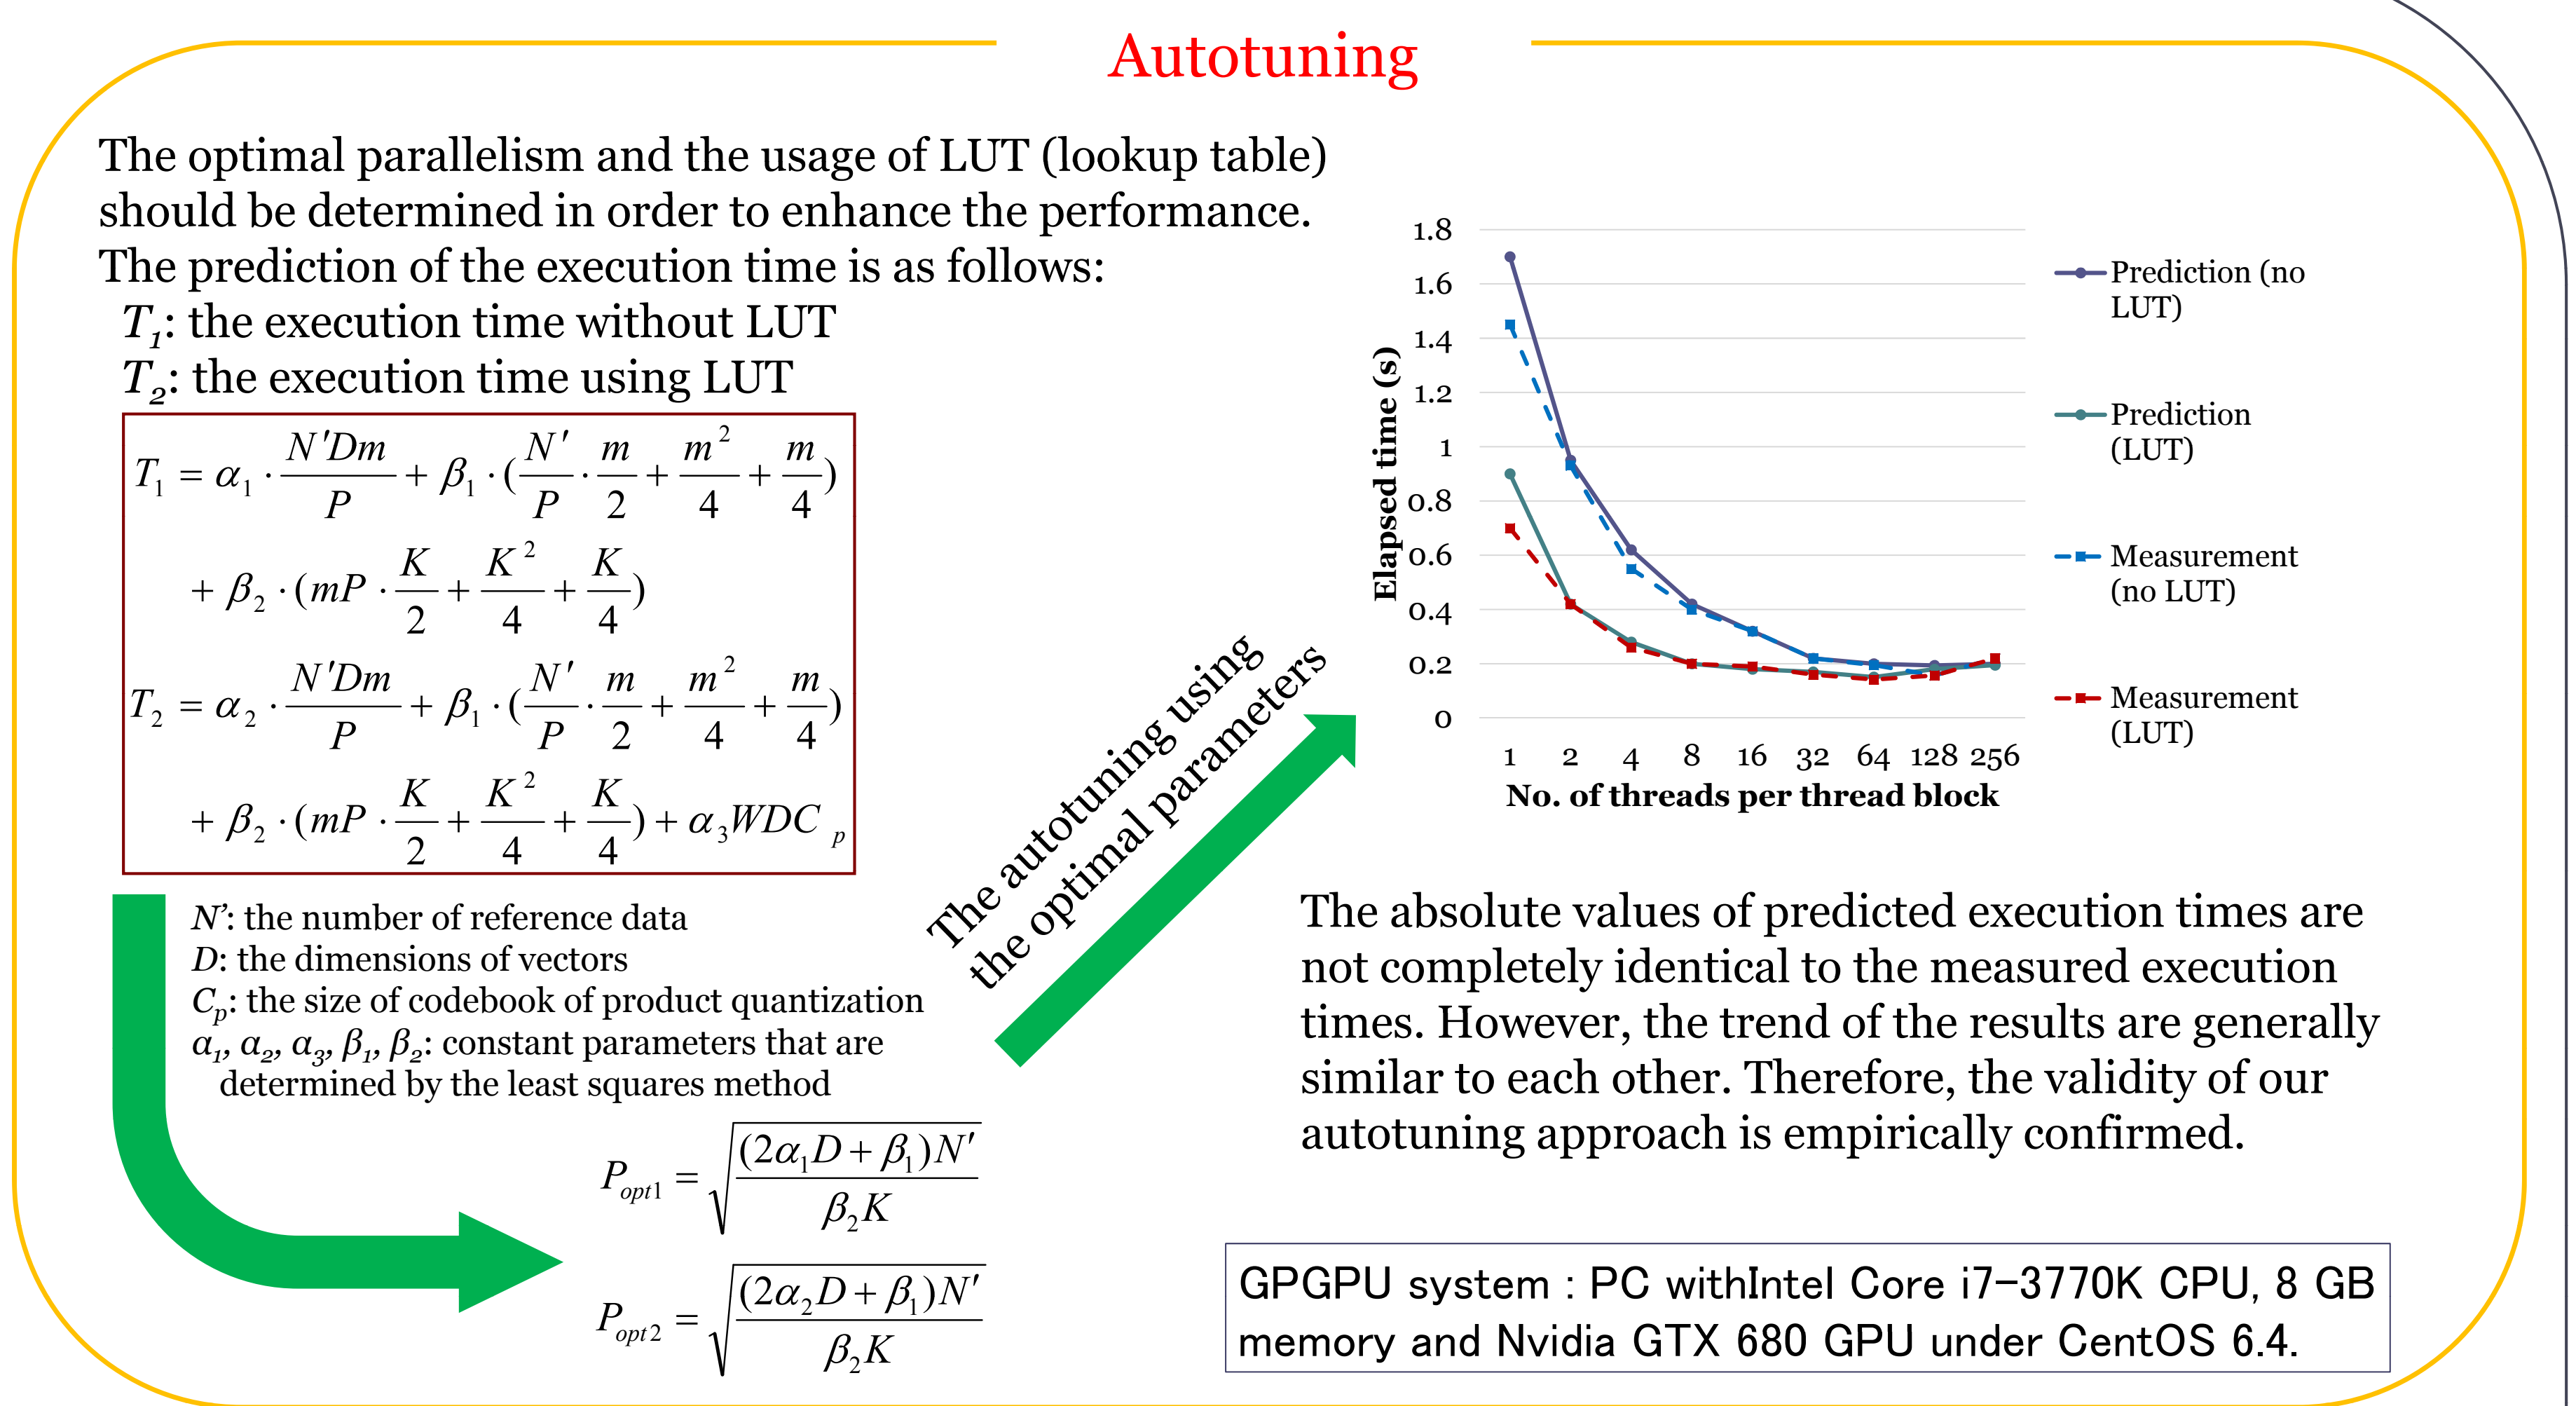 Autotuning
The optimal parallelism and the usage of LUT (lookup table)
should be determined in order to enhance the performance.
The prediction of the execution time is as follows:
T₁: the execution time without LUT
T₂: the execution time using LUT
T₁ = α₁ · N′Dm/P + β₁ · (N′/P · m/2 + m²/4 + m/4)
+ β₂ · (mP · K/2 + K²/4 + K/4)
T₂ = α₂ · N′Dm/P + β₁ · (N′/P · m/2 + m²/4 + m/4)
+ β₂ · (mP · K/2 + K²/4 + K/4) + α₃WDC_p
N’: the number of reference data
D: the dimensions of vectors
C_p: the size of codebook of product quantization
α₁, α₂, α₃, β₁, β₂: constant parameters that are
determined by the least squares method
P_opt1 = √((2α₁D + β₁)N′ / β₂K)
P_opt2 = √((2α₂D + β₁)N′ / β₂K)
The autotuning using
the optimal parameters
Elapsed time (s)
1.8
1.6
1.4
1.2
1
0.8
0.6
0.4
0.2
0
1 2 4 8 16 32 64 128 256
No. of threads per thread block
Prediction (no
LUT)
Prediction
(LUT)
Measurement
(no LUT)
Measurement
(LUT)
The absolute values of predicted execution times are
not completely identical to the measured execution
times. However, the trend of the results are generally
similar to each other. Therefore, the validity of our
autotuning approach is empirically confirmed.
GPGPU system : PC withIntel Core i7-3770K CPU, 8 GB
memory and Nvidia GTX 680 GPU under CentOS 6.4.